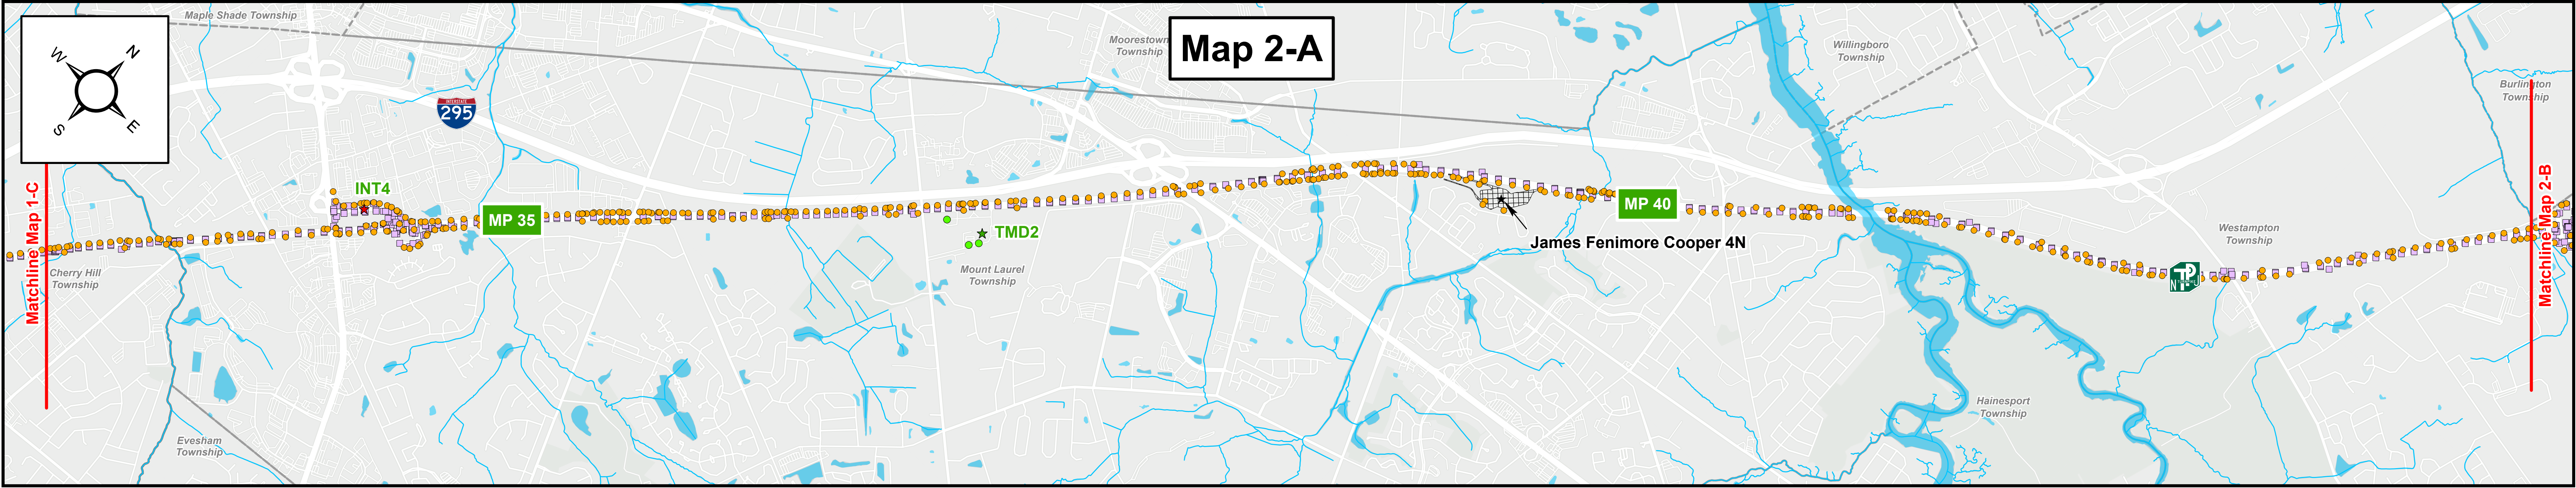 Maple Shade Township
Map 2-A
Moorestown
Township
Willingboro
Township
Burlington
Township
W
N
S
E
INTERSTATE
295
INT4
MP 35
TMD2
MP 40
James Fenimore Cooper 4N
Matchline Map 1-C
Cherry Hill
Township
Mount Laurel
Township
Westampton
Township
Matchline Map 2-B
Hainesport
Township
Evesham
Township